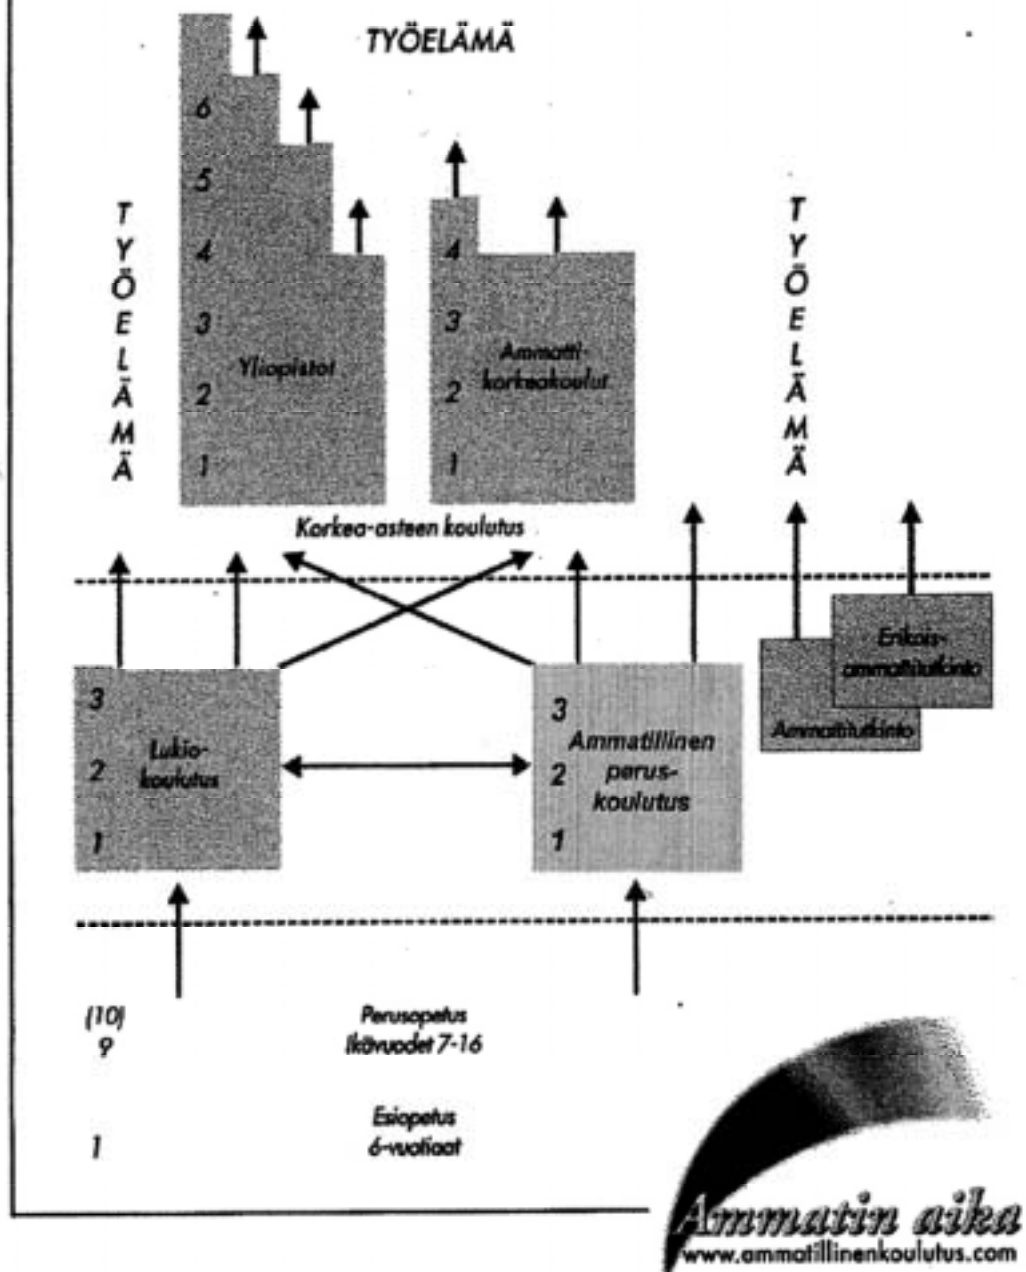 TYÖELÄMÄ
6
5
4
3
2
1
Yliopistot
4
3
2
1
Ammatti-
korkeakoulut
TYÖELÄMÄ
TYÖELÄMÄ
Korkea-asteen koulutus
3
2
1
Lukio-
koulutus
3
2
1
Ammatillinen
perus-
koulutus
Erikois-
ammattitutkinto
Ammattitutkinto
(10)
9
Perusopetus
Ikävuodet 7-16
1
Esiopetus
6-vuotiaat
Ammatin aika
www.ammatillinenkoulutus.com